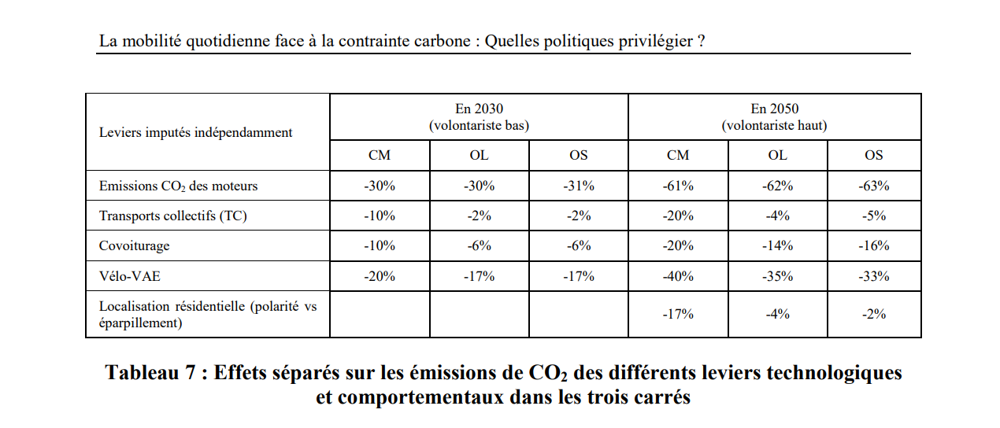 La mobilité quotidienne face à la contrainte carbone : Quelles politiques privilégier ?
Leviers imputés indépendamment
En 2030
(volontariste bas)
En 2050
(volontariste haut)
CM OL OS CM OL OS
Emissions CO₂ des moteurs -30% -30% -31% -61% -62% -63%
Transports collectifs (TC) -10% -2% -2% -20% -4% -5%
Covoiturage -10% -6% -6% -20% -14% -16%
Vélo-VAE -20% -17% -17% -40% -35% -33%
Localisation résidentielle (polarité vs
éparpillement)
-17% -4% -2%
Tableau 7 : Effets séparés sur les émissions de CO₂ des différents leviers technologiques
et comportementaux dans les trois carrés